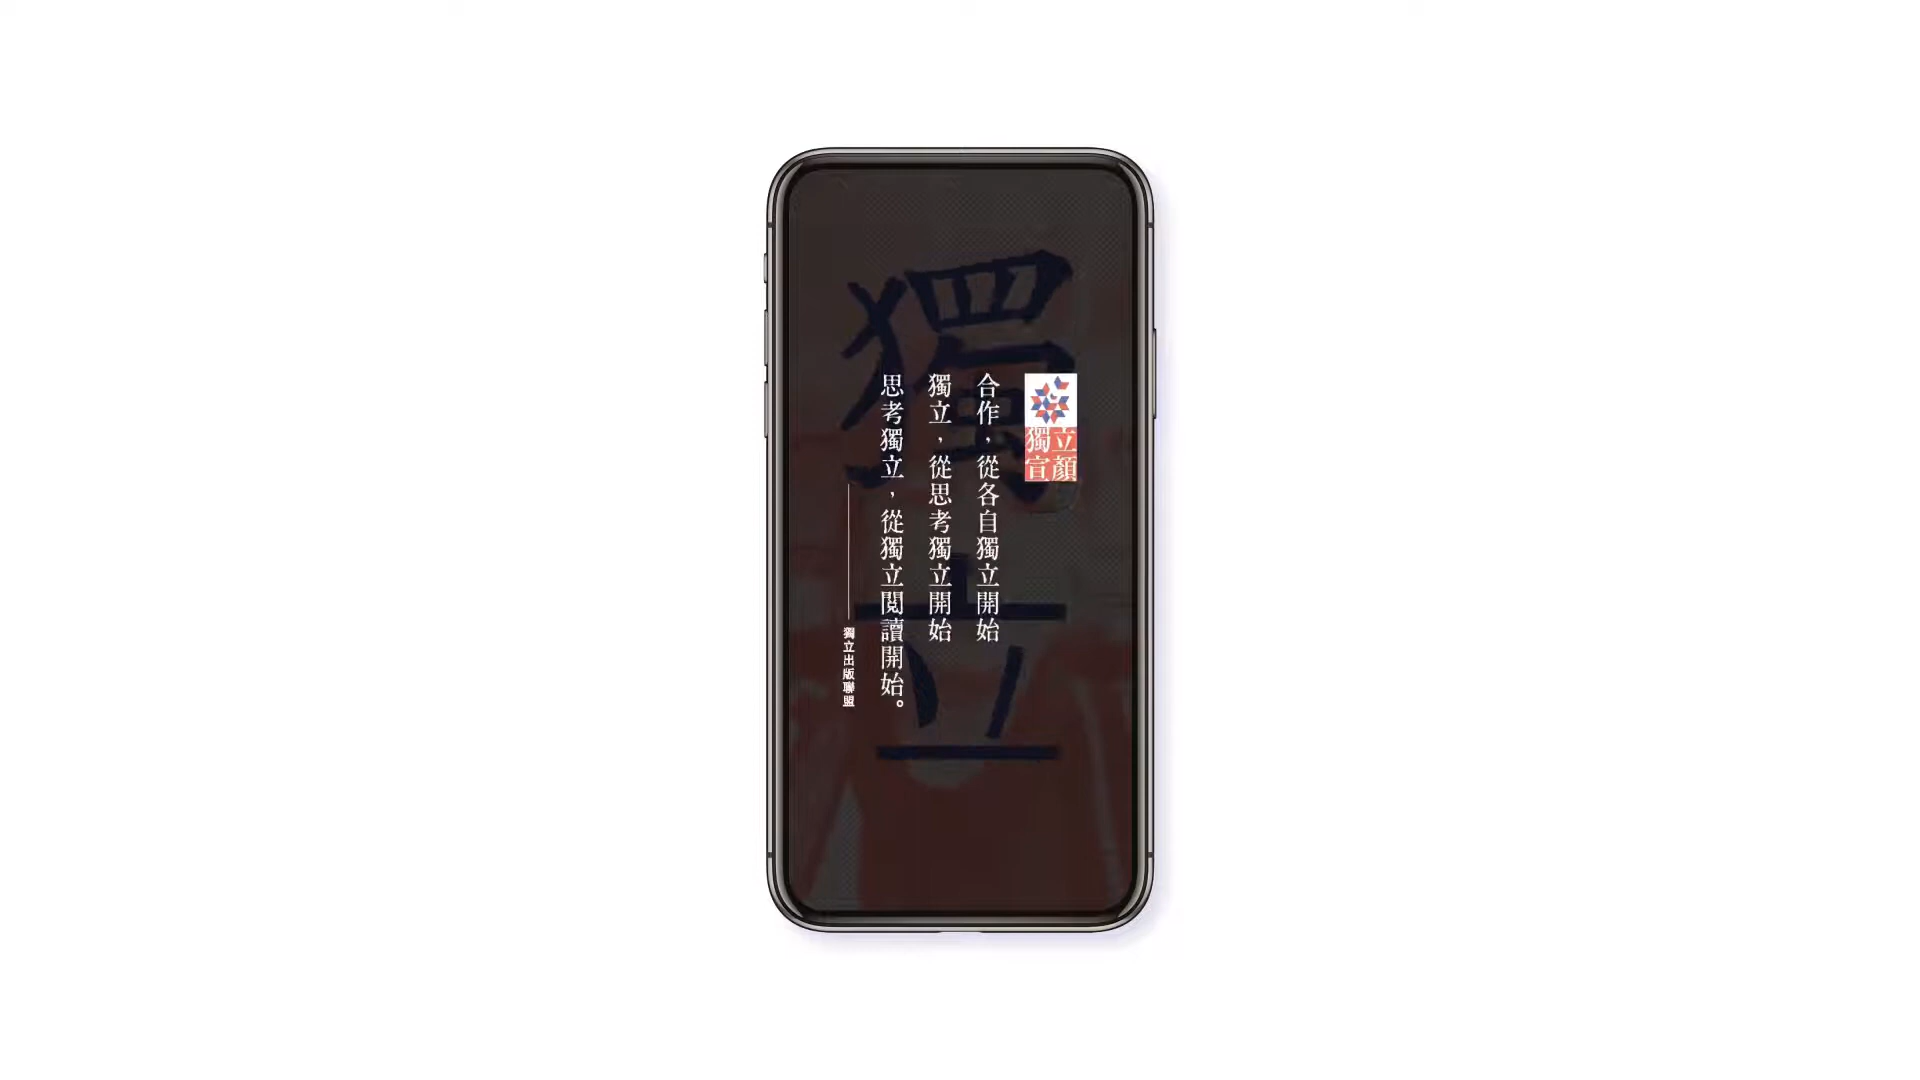 獨立
獨立
宣顏
合作，從各自獨立開始
獨立，從思考獨立開始
思考獨立，從獨立閱讀開始。
獨立出版聯盟